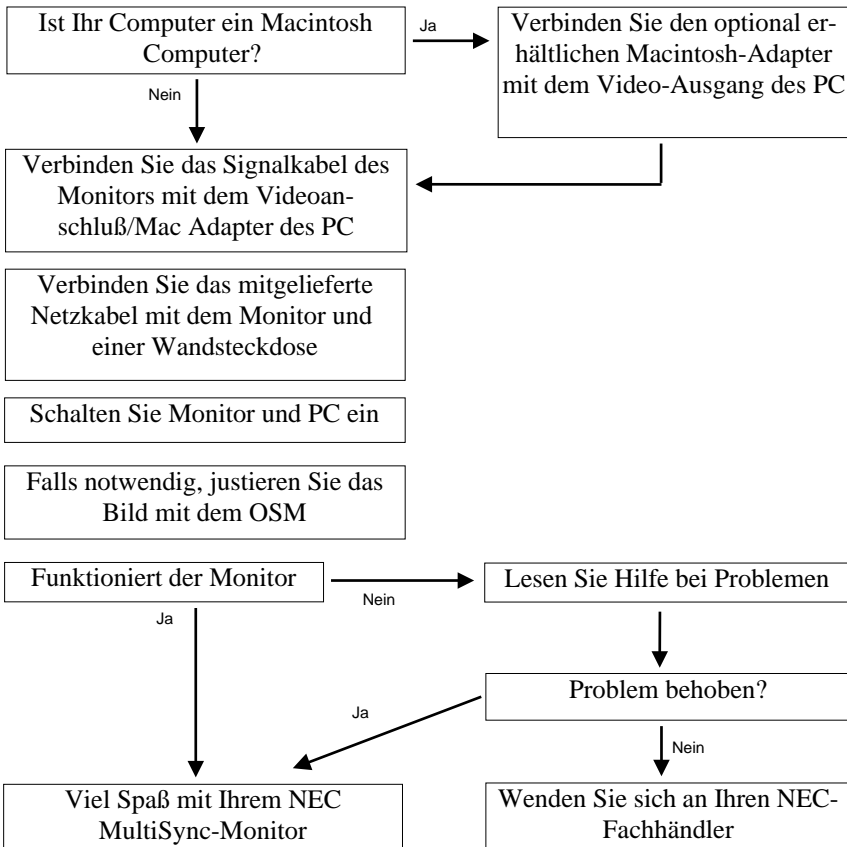 Ist Ihr Computer ein Macintosh
Computer?
Ja
Verbinden Sie den optional er-
hältlichen Macintosh-Adapter
mit dem Video-Ausgang des PC
Nein
Verbinden Sie das Signalkabel des
Monitors mit dem Videoan-
schluß/Mac Adapter des PC
Verbinden Sie das mitgelieferte
Netzkabel mit dem Monitor und
einer Wandsteckdose
Schalten Sie Monitor und PC ein
Falls notwendig, justieren Sie das
Bild mit dem OSM
Funktioniert der Monitor
Nein
Lesen Sie Hilfe bei Problemen
Ja
Problem behoben?
Ja
Nein
Viel Spaß mit Ihrem NEC
MultiSync-Monitor
Wenden Sie sich an Ihren NEC-
Fachhändler